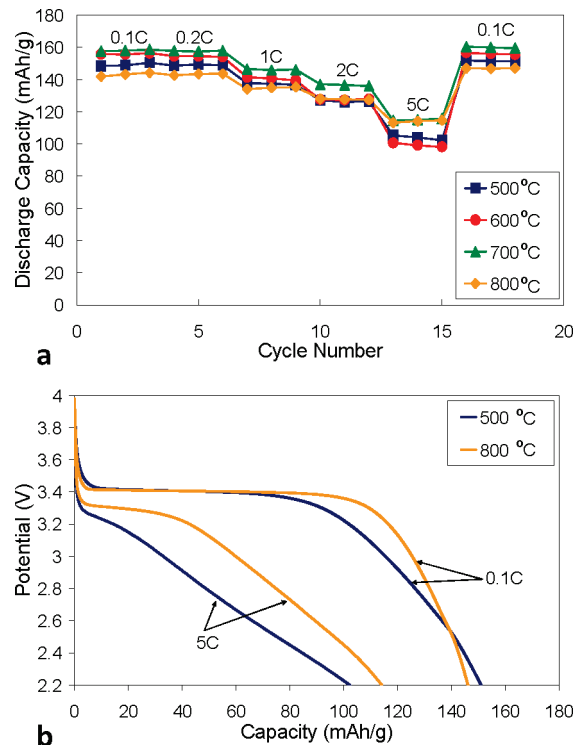 Discharge Capacity (mAh/g)
180
160
140
120
100
80
60
40
20
0
0.1C
0.2C
1C
2C
5C
0.1C
500 °C
600 °C
700 °C
800 °C
0
5
10
15
20
Cycle Number
a
Potential (V)
4
3.8
3.6
3.4
3.2
3
2.8
2.6
2.4
2.2
500 °C
800 °C
0.1C
5C
0
20
40
60
80
100
120
140
160
180
Capacity (mAh/g)
b